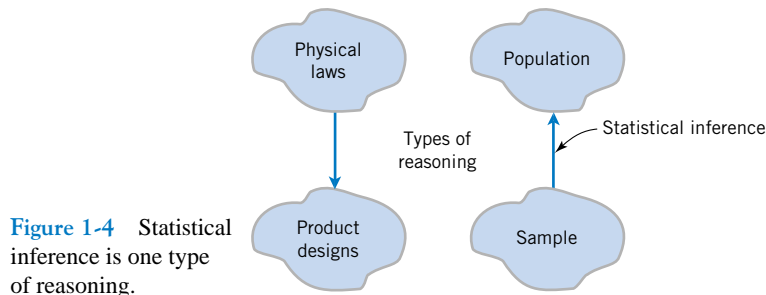 Physical
laws
Population
Types of
reasoning
Statistical inference
Product
designs
Sample
Figure 1-4 Statistical
inference is one type
of reasoning.